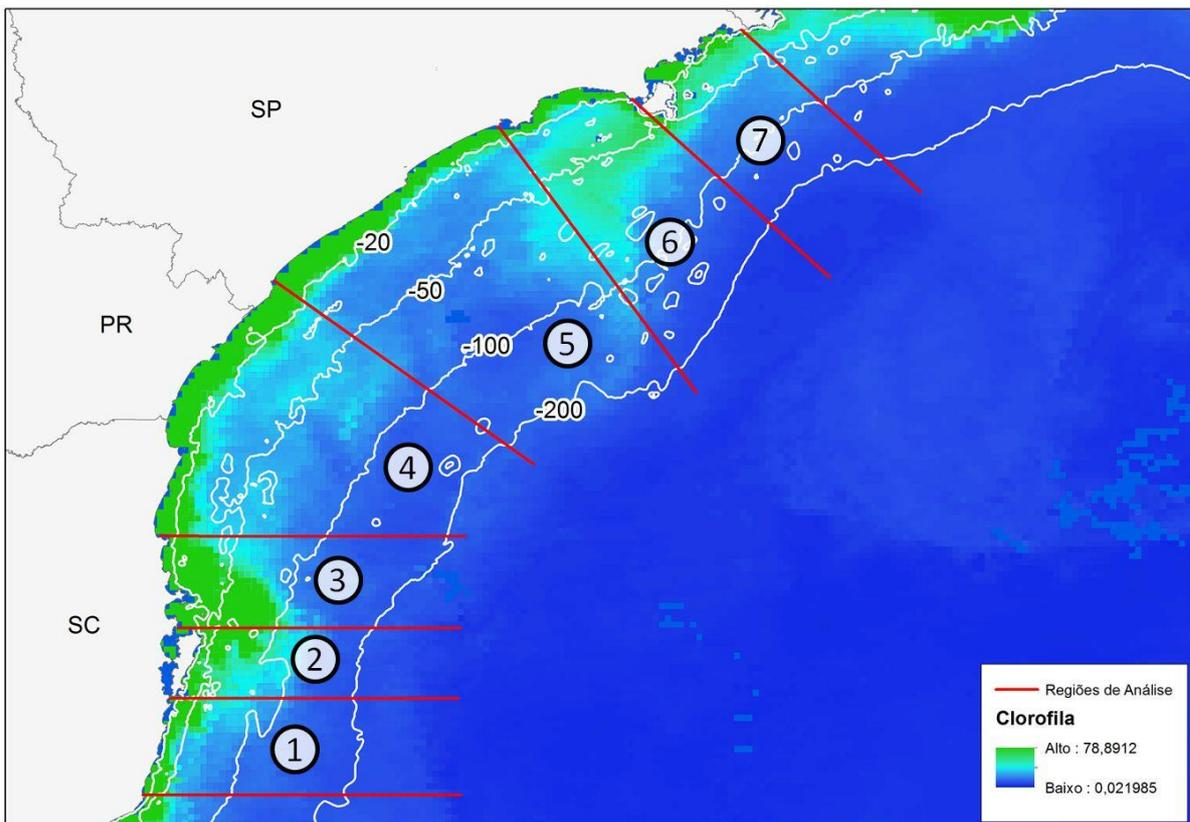 SP
7
-20
6
-50
PR
-100
5
-200
4
3
SC
2
1
Regiões de Análise
Clorofila
Alto : 78,8912
Baixo : 0,021985